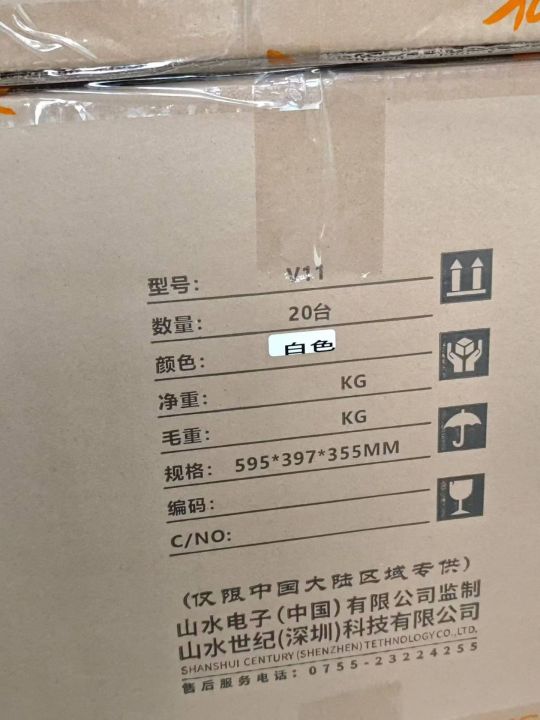 型号： V11
数量： 20台
颜色： 白色
净重： KG
毛重： KG
规格： 595*397*355MM
编码：
C/NO:
(仅限中国大陆区域专供)
山水电子(中国)有限公司监制
山水世纪(深圳)科技有限公司
SHANSHUI CENTURY (SHENZHEN) TETHNDLOGY CO.,LTD.
售后服务电话：0755-23224255